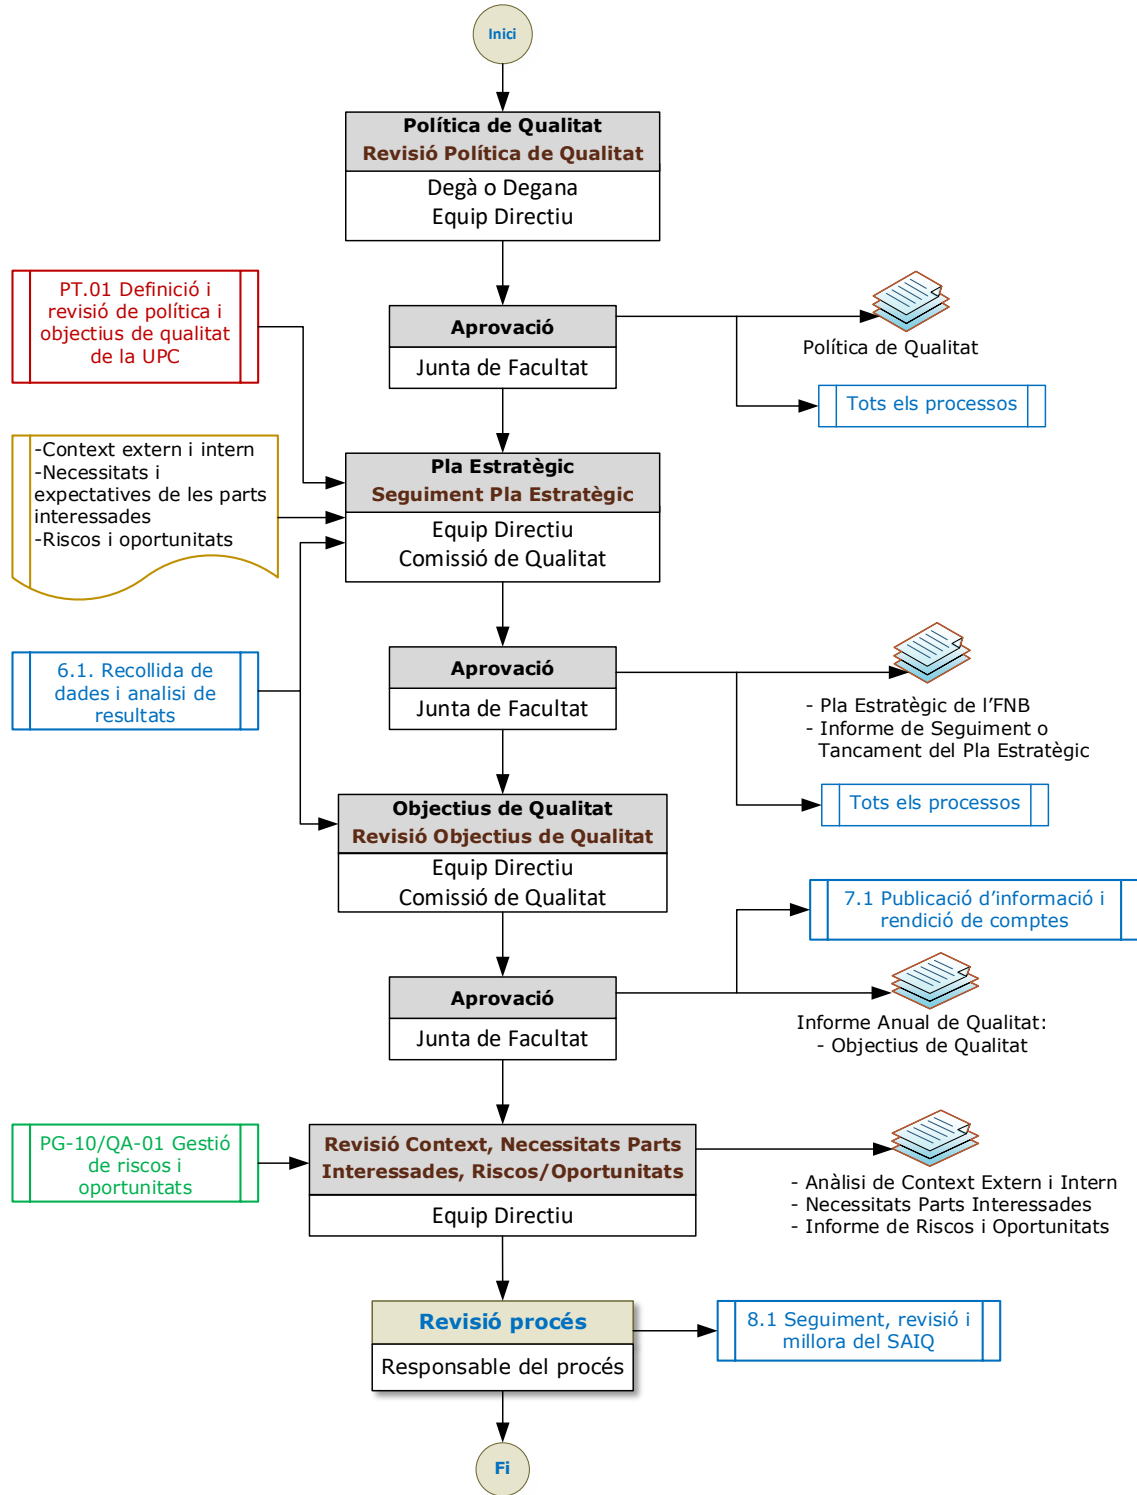 Inici
Política de Qualitat
Revisió Política de Qualitat
Degà o Degana
Equip Directiu
PT.01 Definició i
revisió de política i
objectius de qualitat
de la UPC
Aprovació
Junta de Facultat
Política de Qualitat
Tots els processos
-Context extern i intern
-Necessitats i
expectatives de les parts
interessades
-Riscos i oportunitats
Pla Estratègic
Seguiment Pla Estratègic
Equip Directiu
Comissió de Qualitat
6.1. Recollida de
dades i analisi de
resultats
Aprovació
Junta de Facultat
- Pla Estratègic de l’FNB
- Informe de Seguiment o
Tancament del Pla Estratègic
Tots els processos
Objectius de Qualitat
Revisió Objectius de Qualitat
Equip Directiu
Comissió de Qualitat
7.1 Publicació d’informació i
rendició de comptes
Aprovació
Junta de Facultat
Informe Anual de Qualitat:
- Objectius de Qualitat
PG-10/QA-01 Gestió
de riscos i
oportunitats
Revisió Context, Necessitats Parts
Interessades, Riscos/Oportunitats
Equip Directiu
- Anàlisi de Context Extern i Intern
- Necessitats Parts Interessades
- Informe de Riscos i Oportunitats
Revisió procés
Responsable del procés
8.1 Seguiment, revisió i
millora del SAIQ
Fi